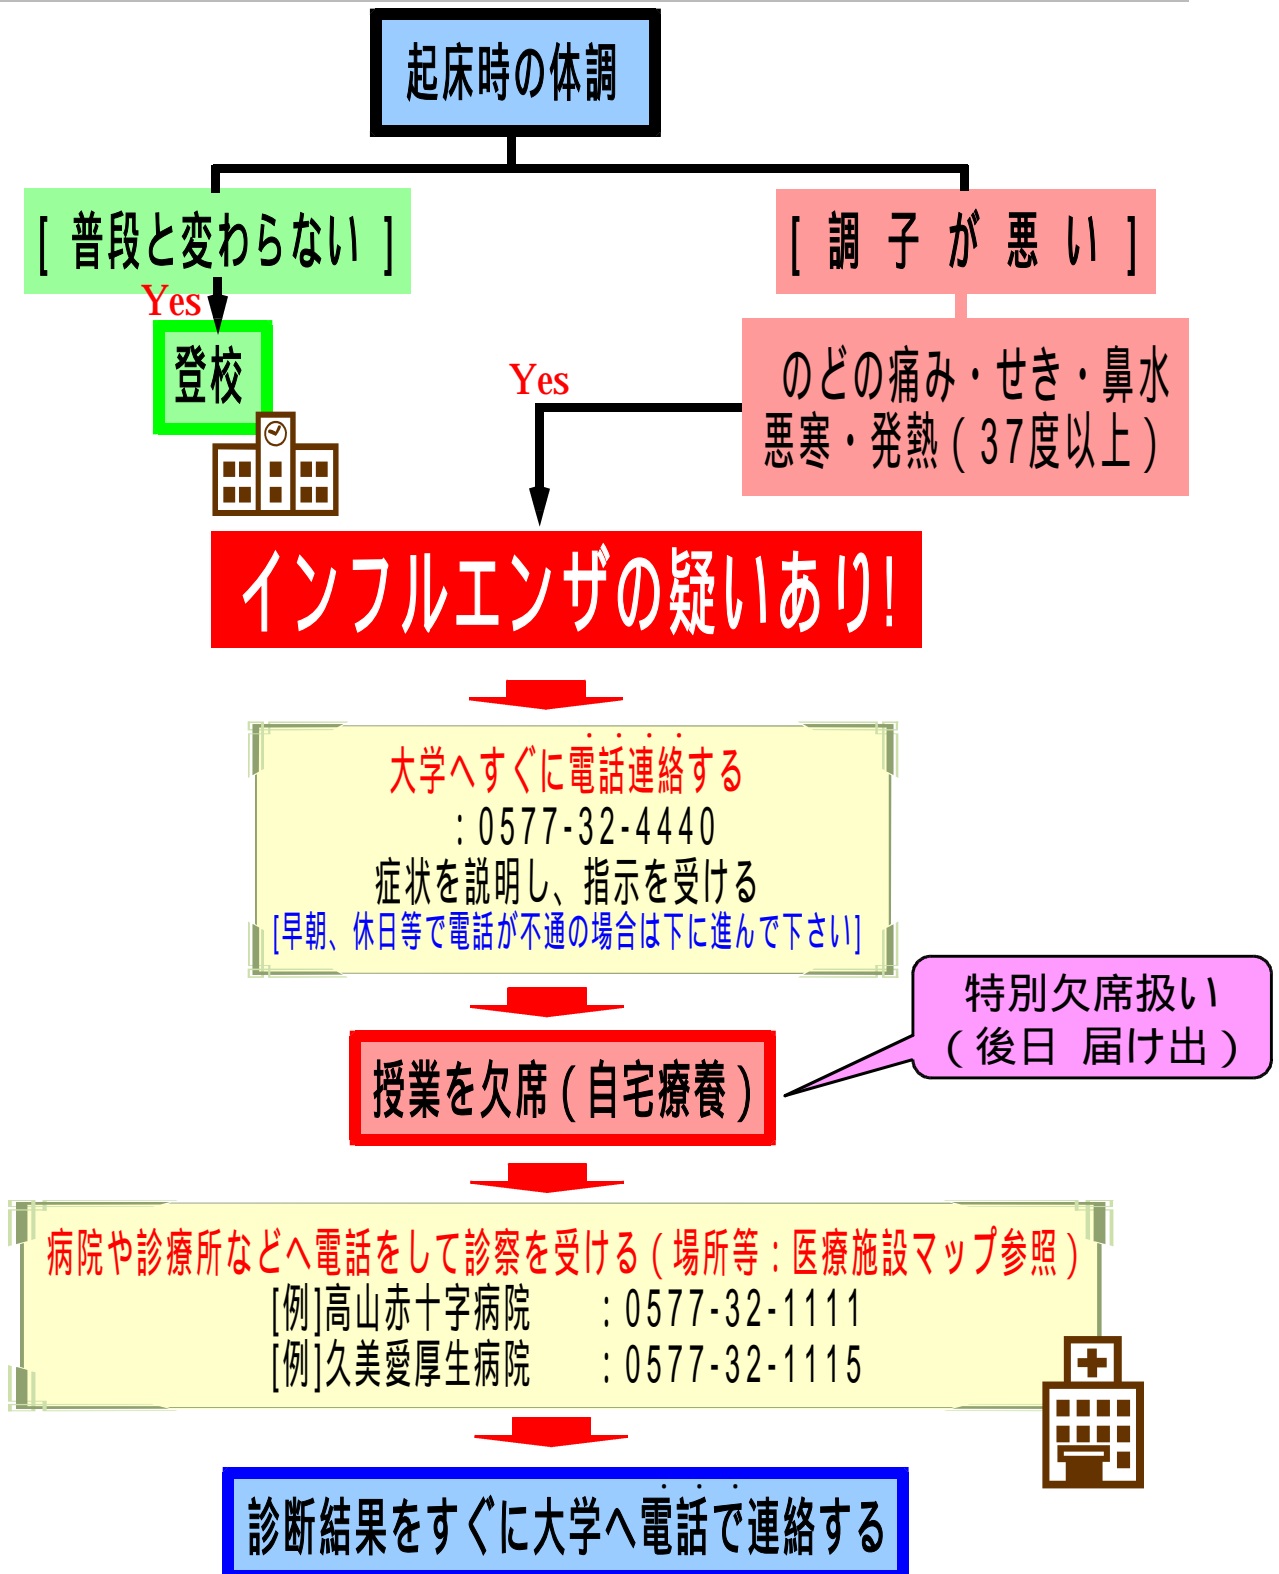 起床時の体調
[ 普段と変わらない ]
[ 調 子 が 悪 い ]
Yes
登校
のどの痛み・せき・鼻水
悪寒・発熱(37度以上)
Yes
インフルエンザの疑いあり!
大学へすぐに電話連絡する
:0577-32-4440
症状を説明し、指示を受ける
[早朝、休日等で電話が不通の場合は下に進んで下さい]
特別欠席扱い
(後日 届け出)
授業を欠席(自宅療養)
病院や診療所などへ電話をして診察を受ける(場所等:医療施設マップ参照)
[例]高山赤十字病院 :0577-32-1111
[例]久美愛厚生病院 :0577-32-1115
診断結果をすぐに大学へ電話で連絡する